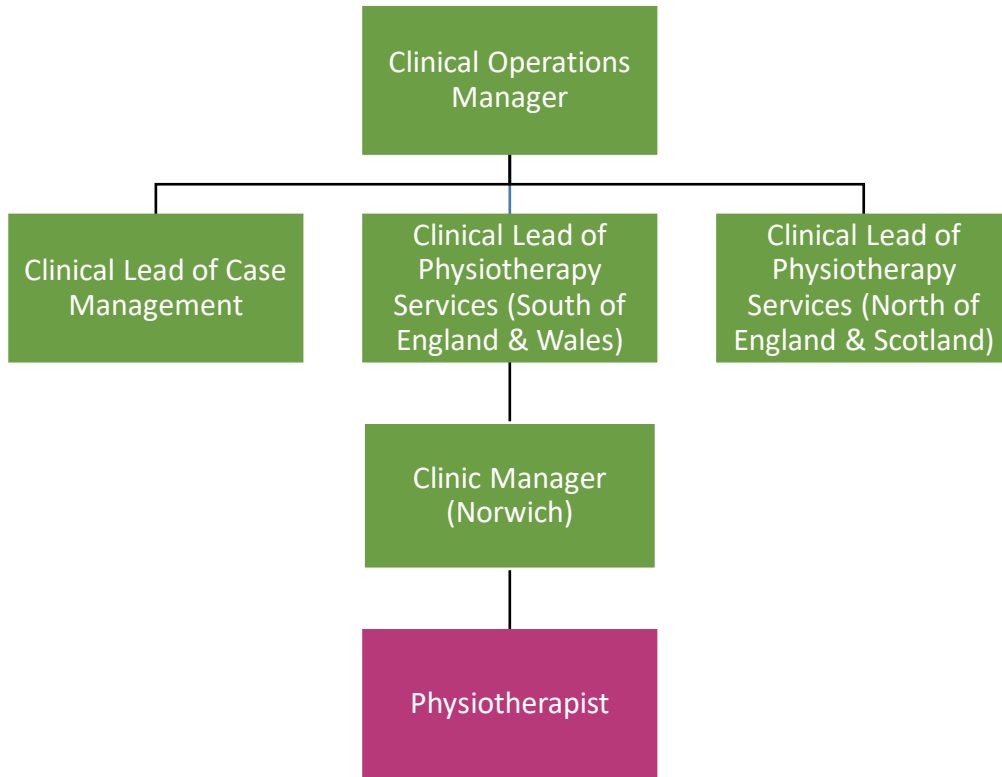 Clinical Operations
Manager
Clinical Lead of Case
Management
Clinical Lead of
Physiotherapy
Services (South of
England & Wales)
Clinical Lead of
Physiotherapy
Services (North of
England & Scotland)
Clinic Manager
(Norwich)
Physiotherapist